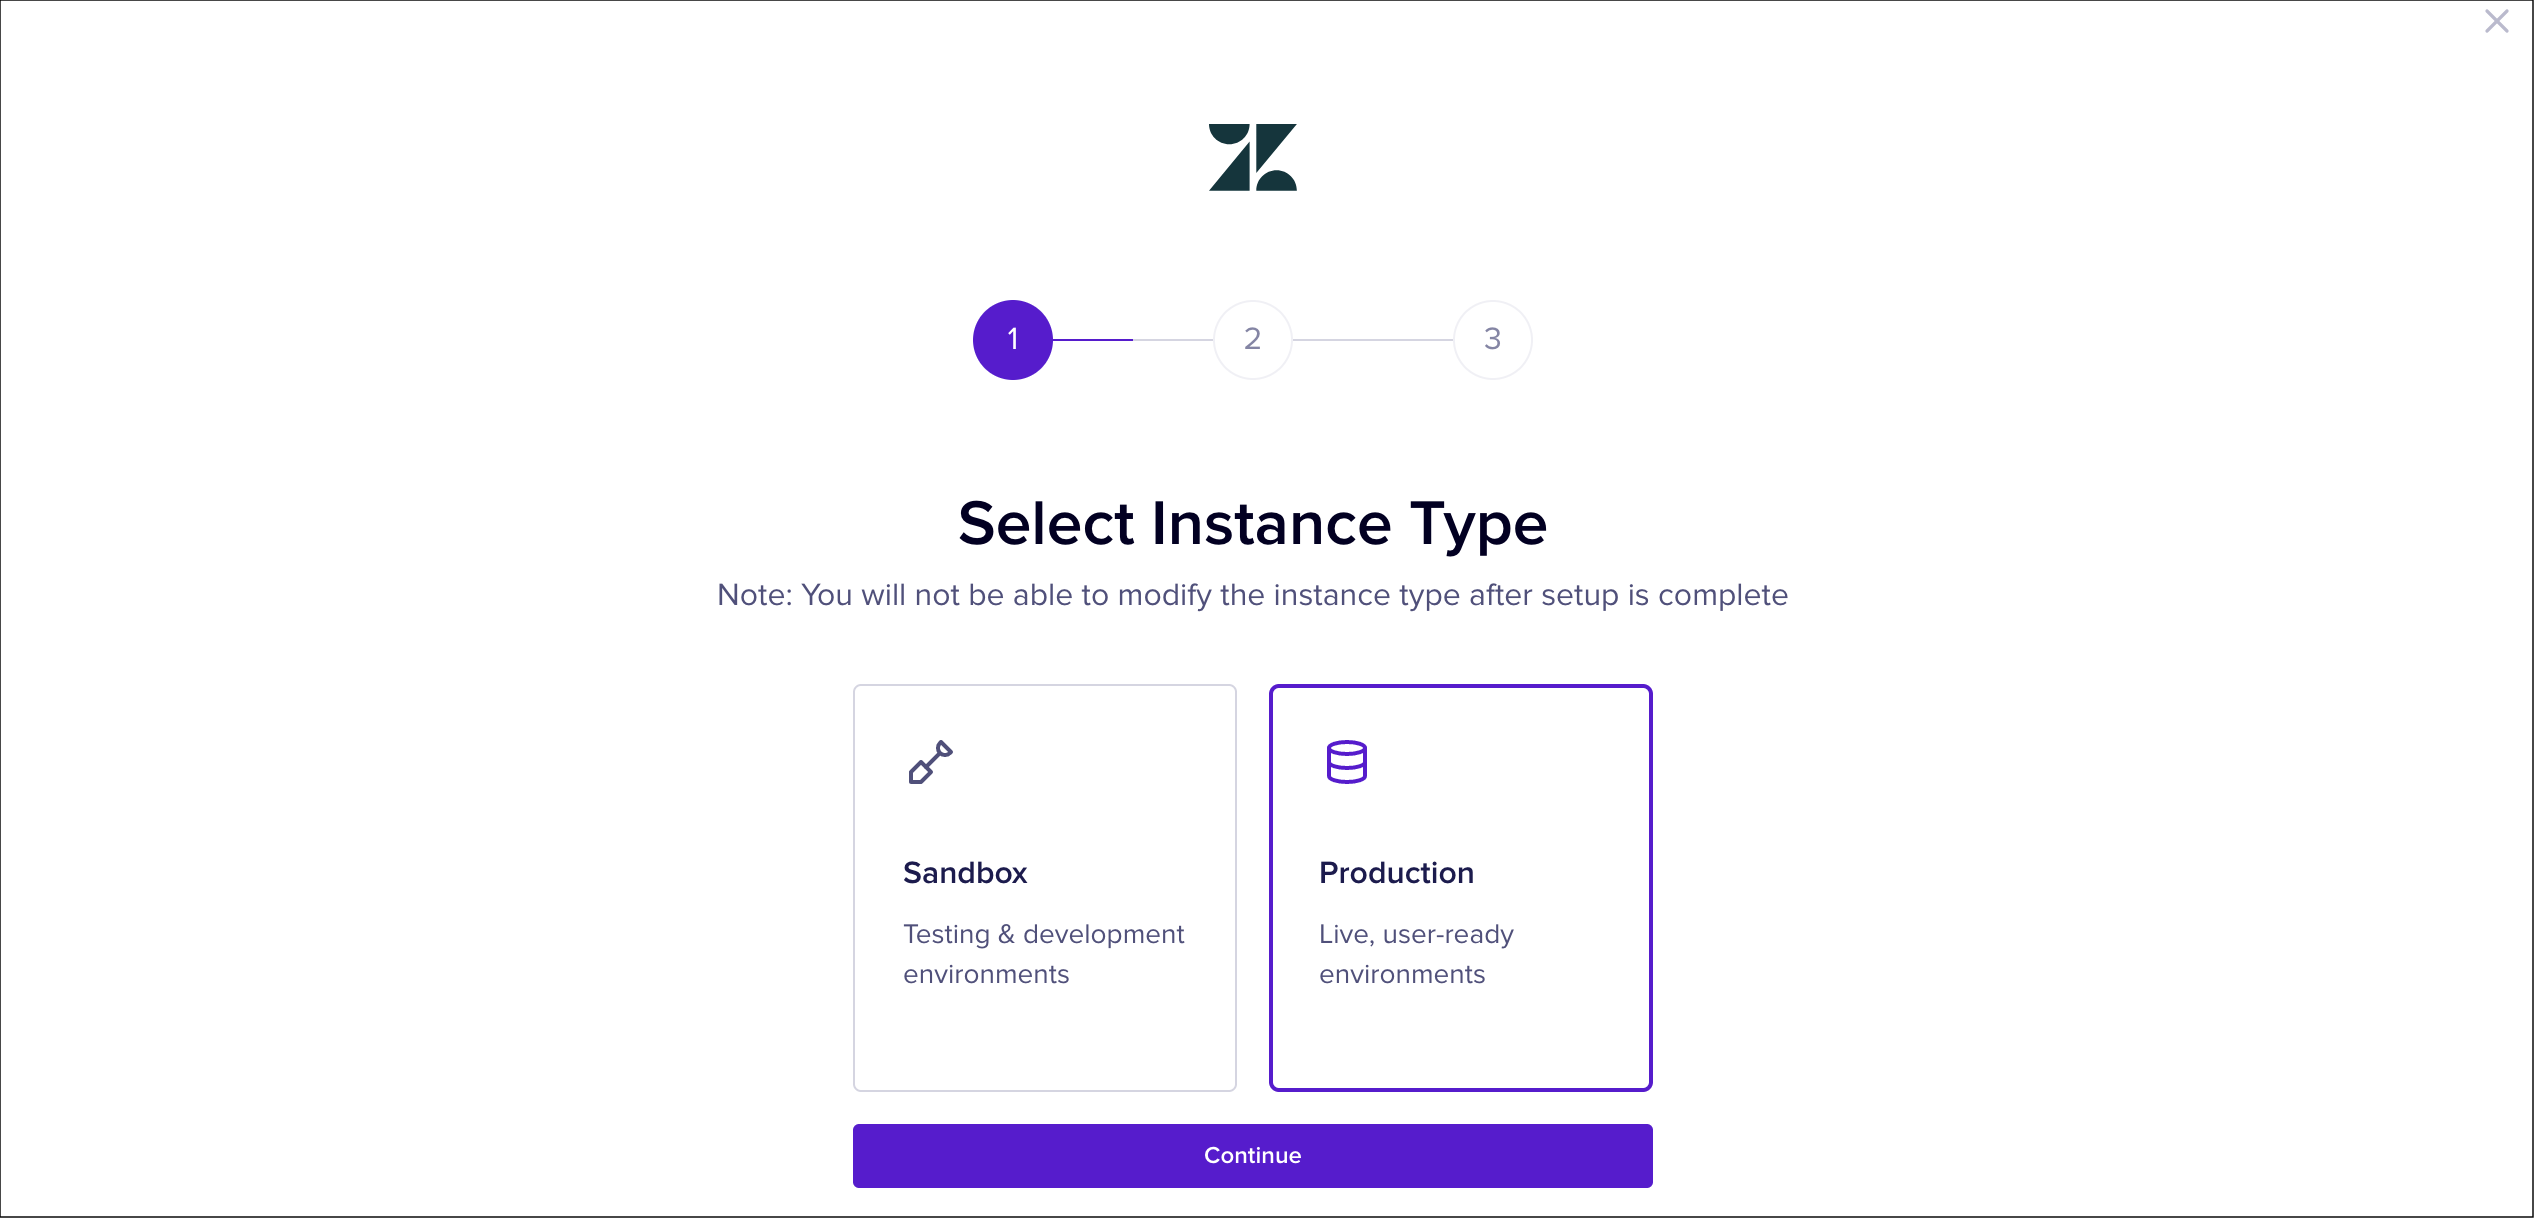 1
2
3
Select Instance Type
Note: You will not be able to modify the instance type after setup is complete
Sandbox
Testing & development
environments
Production
Live, user-ready
environments
Continue